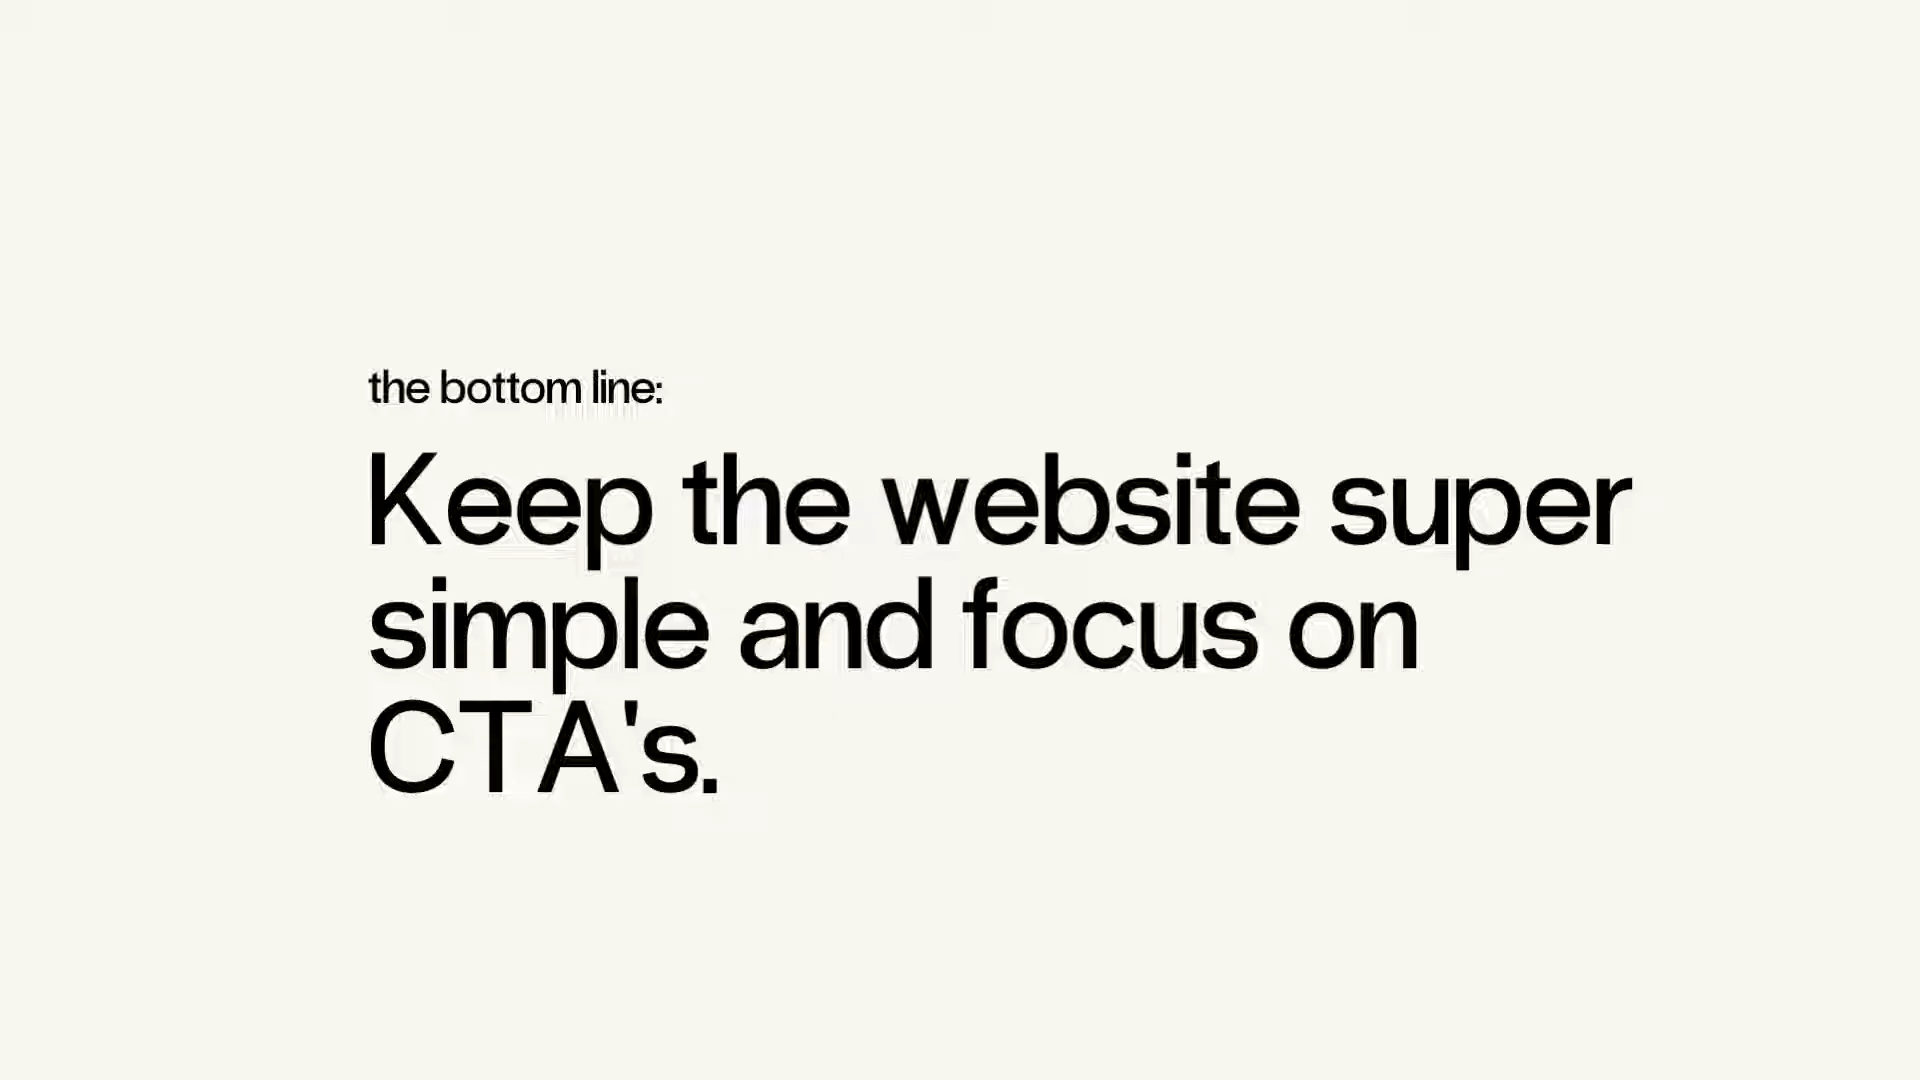 the bottom line:
Keep the website super
simple and focus on
CTA's.